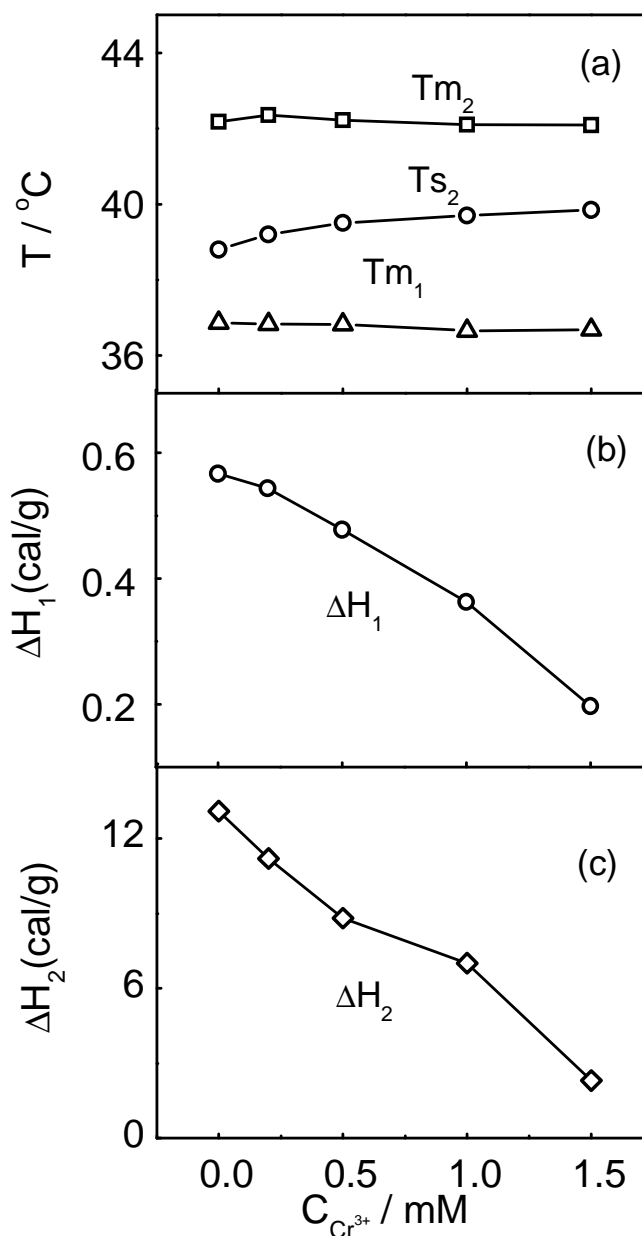 44
(a)
Tm₂
Ts₂
40
T / °C
Tm₁
36
0.6
(b)
ΔH₁(cal/g)
0.4
ΔH₁
0.2
12
(c)
ΔH₂(cal/g)
6
ΔH₂
0
0.0 0.5 1.0 1.5
C_Cr³⁺ / mM